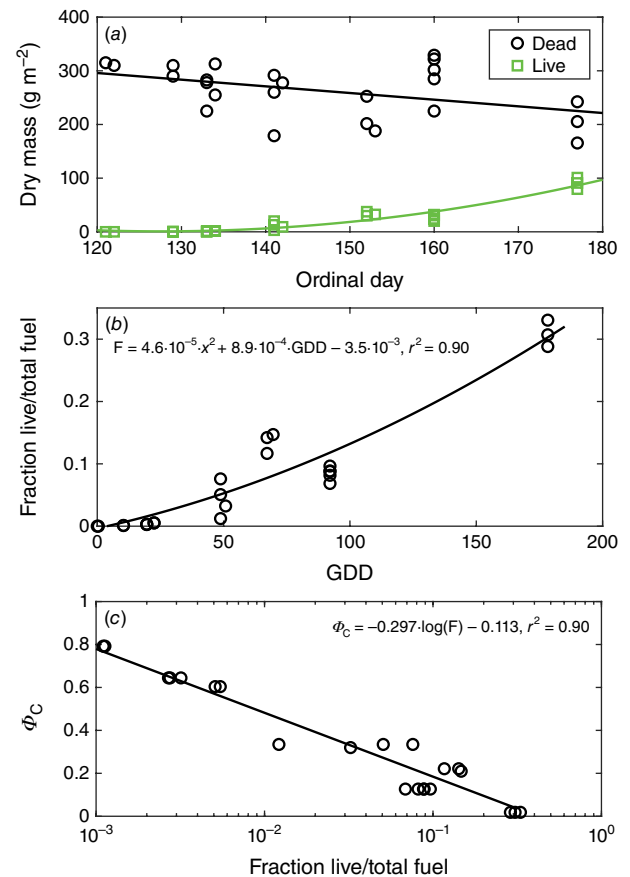 (a)
Dead
Live
400
300
200
100
0
Dry mass (g m⁻²)
120 130 140 150 160 170 180
Ordinal day
(b)
F = 4.6·10⁻⁵·x² + 8.9·10⁻⁴·GDD – 3.5·10⁻³, r² = 0.90
0.3
0.2
0.1
0
Fraction live/total fuel
0 50 100 150 200
GDD
(c)
Φ_C = –0.297·log(F) – 0.113, r² = 0.90
1
0.8
0.6
0.4
0.2
0
Φ_C
10⁻³ 10⁻² 10⁻¹ 10⁰
Fraction live/total fuel